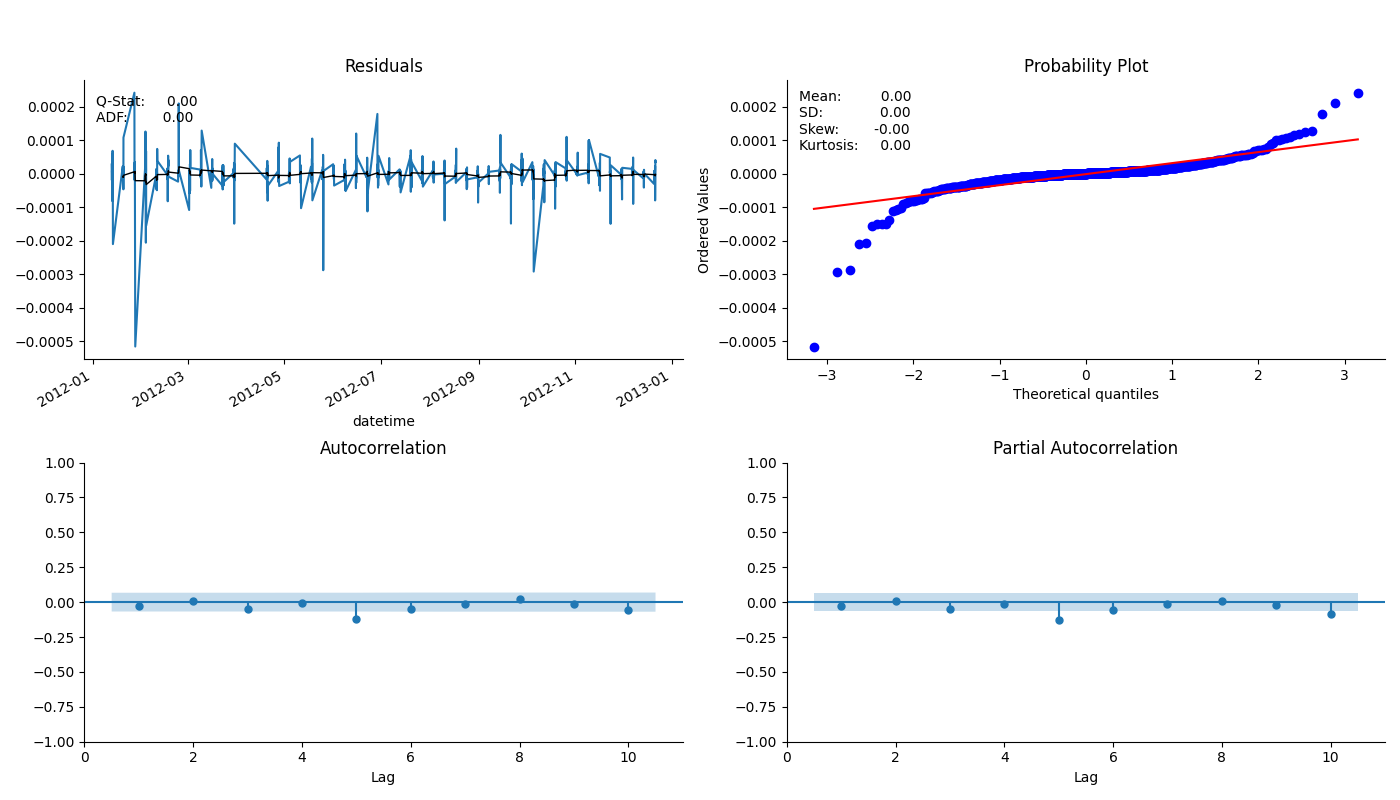 Residuals
Q-Stat: 0.00
ADF: 0.00
0.0002
0.0001
0.0000
−0.0001
−0.0002
−0.0003
−0.0004
−0.0005
2012-01
2012-03
2012-05
2012-07
2012-09
2012-11
2013-01
datetime
Probability Plot
Mean: 0.00
SD: 0.00
Skew: -0.00
Kurtosis: 0.00
Ordered Values
0.0002
0.0001
0.0000
−0.0001
−0.0002
−0.0003
−0.0004
−0.0005
−3 −2 −1 0 1 2 3
Theoretical quantiles
Autocorrelation
1.00
0.75
0.50
0.25
0.00
−0.25
−0.50
−0.75
−1.00
0 2 4 6 8 10
Lag
Partial Autocorrelation
1.00
0.75
0.50
0.25
0.00
−0.25
−0.50
−0.75
−1.00
0 2 4 6 8 10
Lag